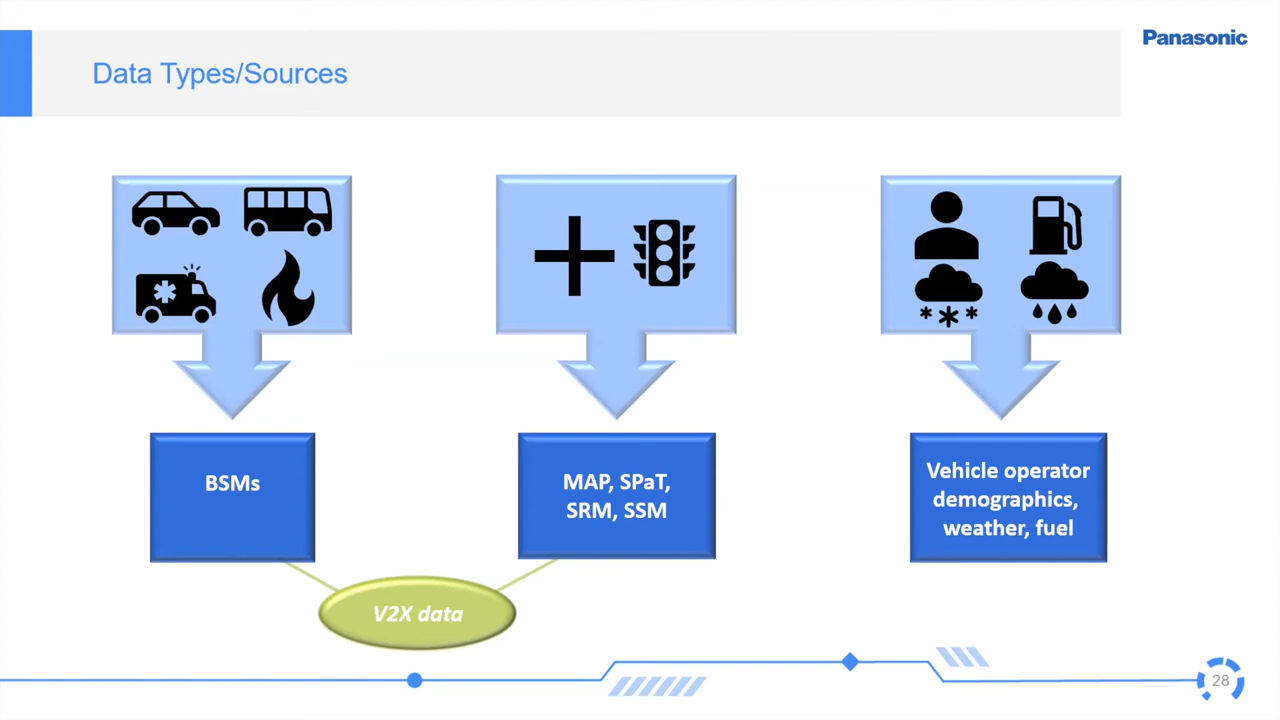 Panasonic
Data Types/Sources
BSMs
MAP, SPaT,
SRM, SSM
Vehicle operator
demographics,
weather, fuel
V2X data
28